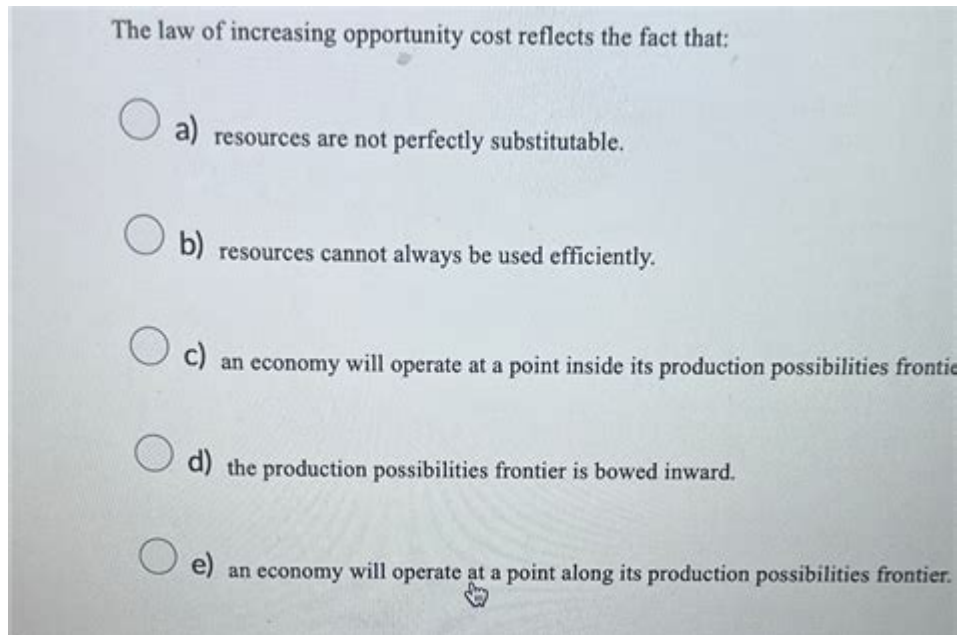 The law of increasing opportunity cost reflects the fact that:
a) resources are not perfectly substitutable.
b) resources cannot always be used efficiently.
c) an economy will operate at a point inside its production possibilities
d) the production possibilities frontier is bowed inward.
e) an economy will operate at a point along its production possibilities frontier.